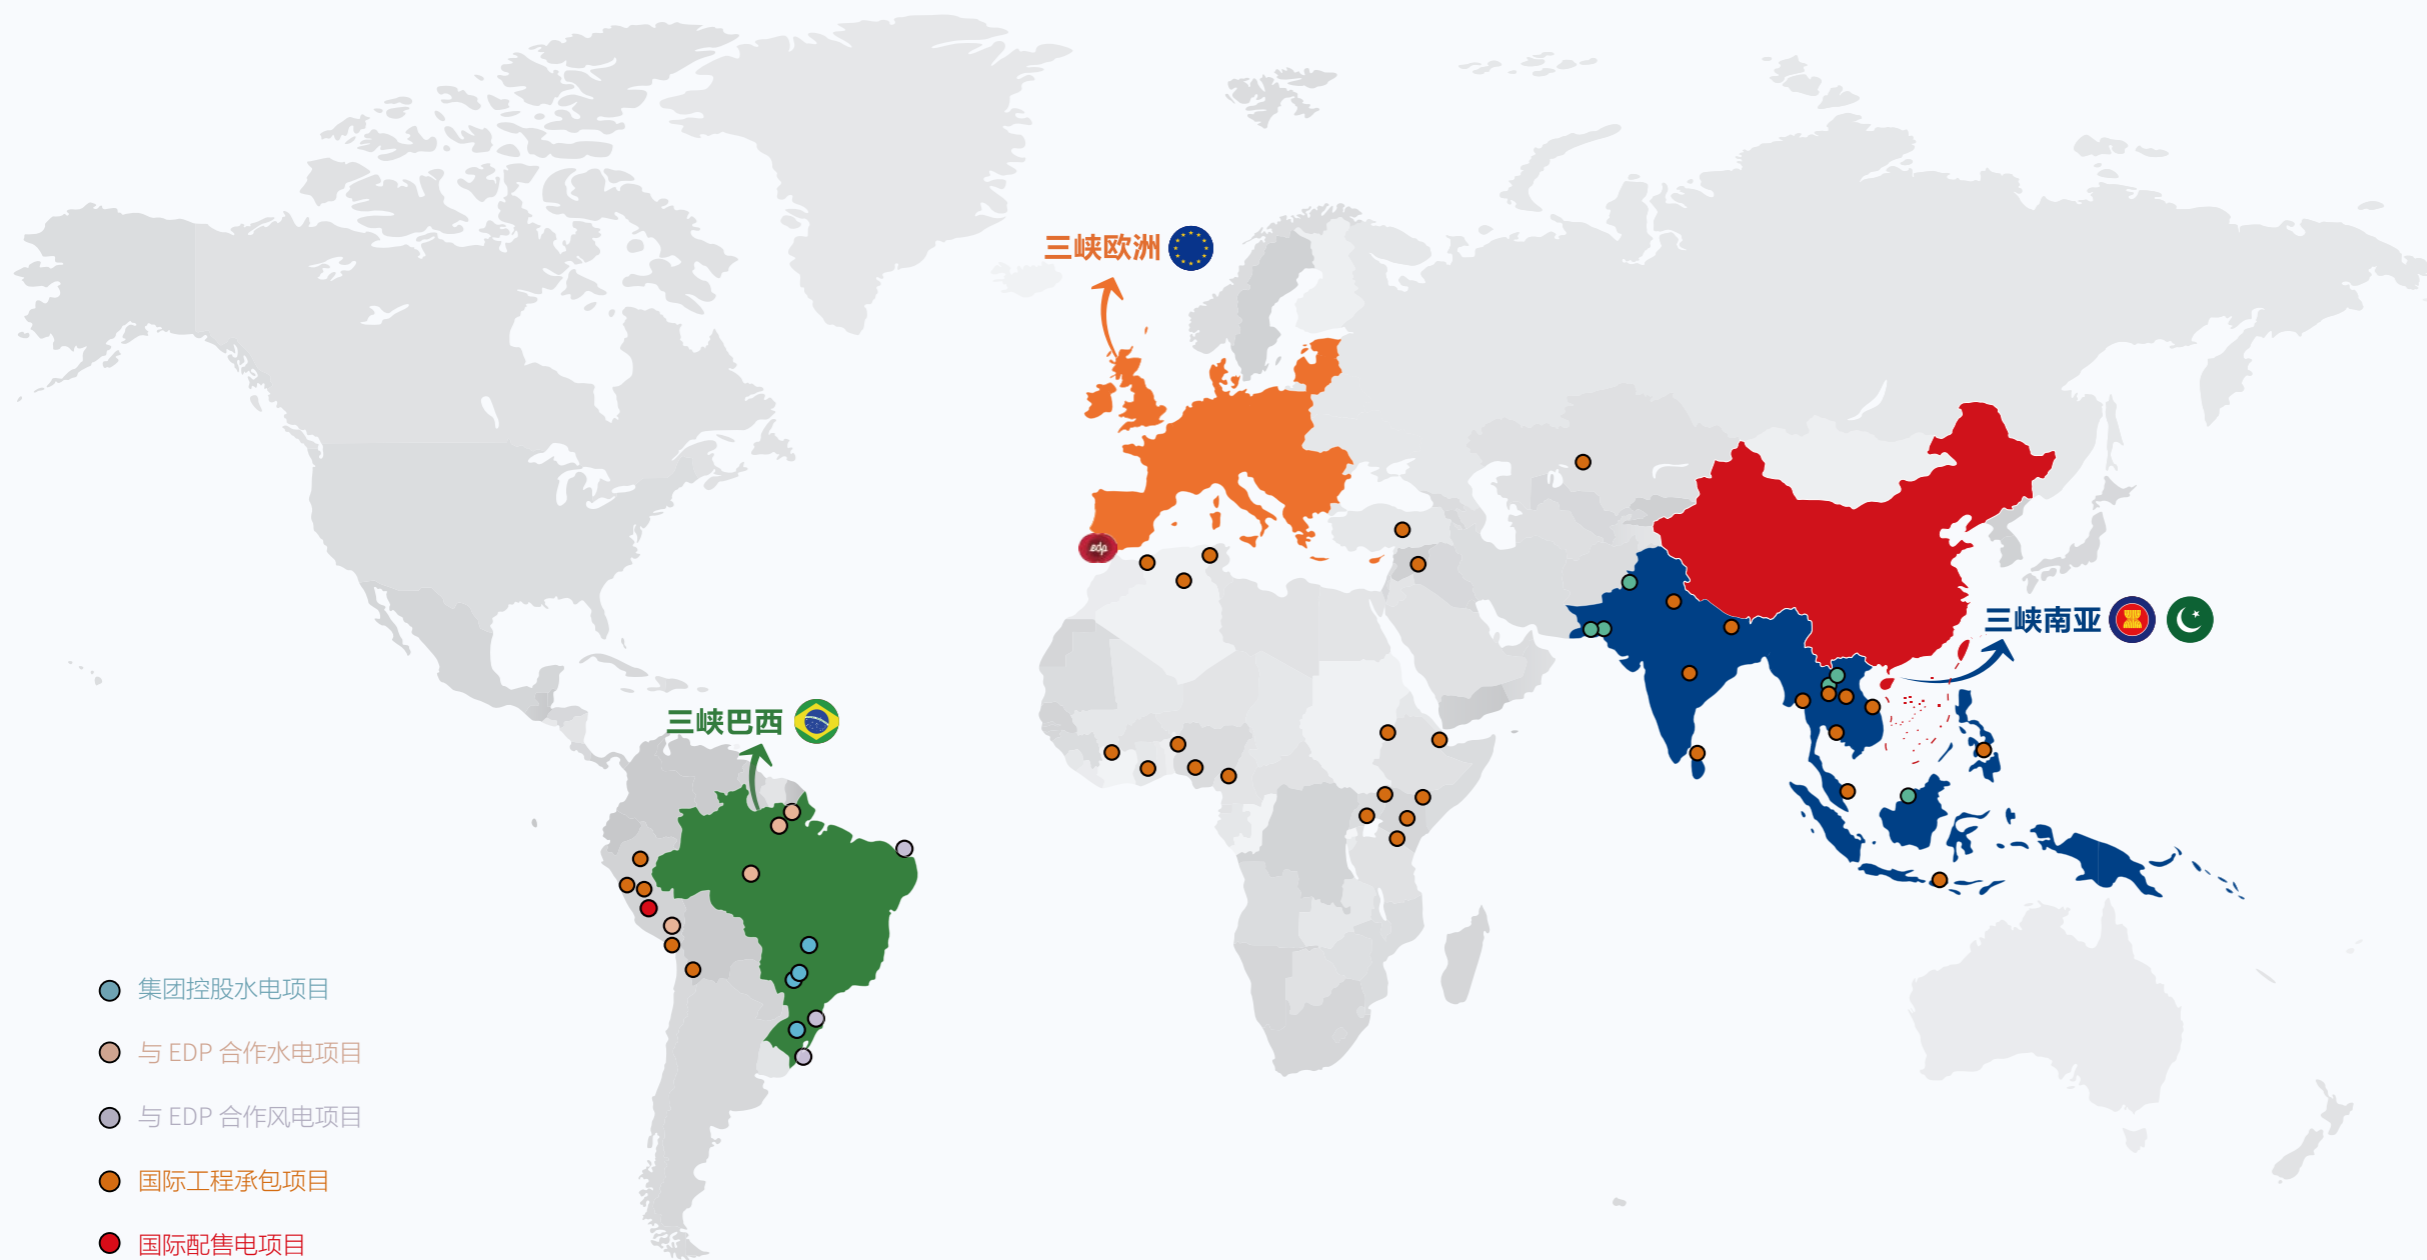 三峡欧洲
edp
三峡南亚
三峡巴西
集团控股水电项目
与 EDP 合作水电项目
与 EDP 合作风电项目
国际工程承包项目
国际配售电项目